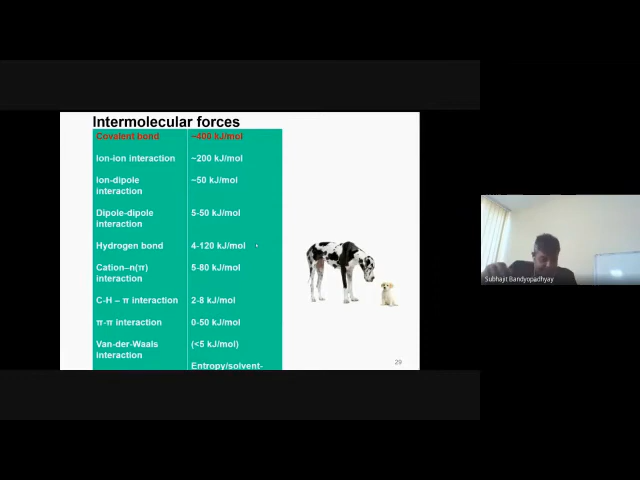 Intermolecular forces
Covalent bond ~400 kJ/mol
Ion-ion interaction ~200 kJ/mol
Ion-dipole ~50 kJ/mol
interaction
Dipole-dipole 5-50 kJ/mol
interaction
Hydrogen bond 4-120 kJ/mol
Cation–n(π) 5-80 kJ/mol
interaction
C-H – π interaction 2-8 kJ/mol
π-π interaction 0-50 kJ/mol
Van-der-Waals (<5 kJ/mol)
interaction
Entropy/solvent-
29
Subhajit Bandyopadhyay